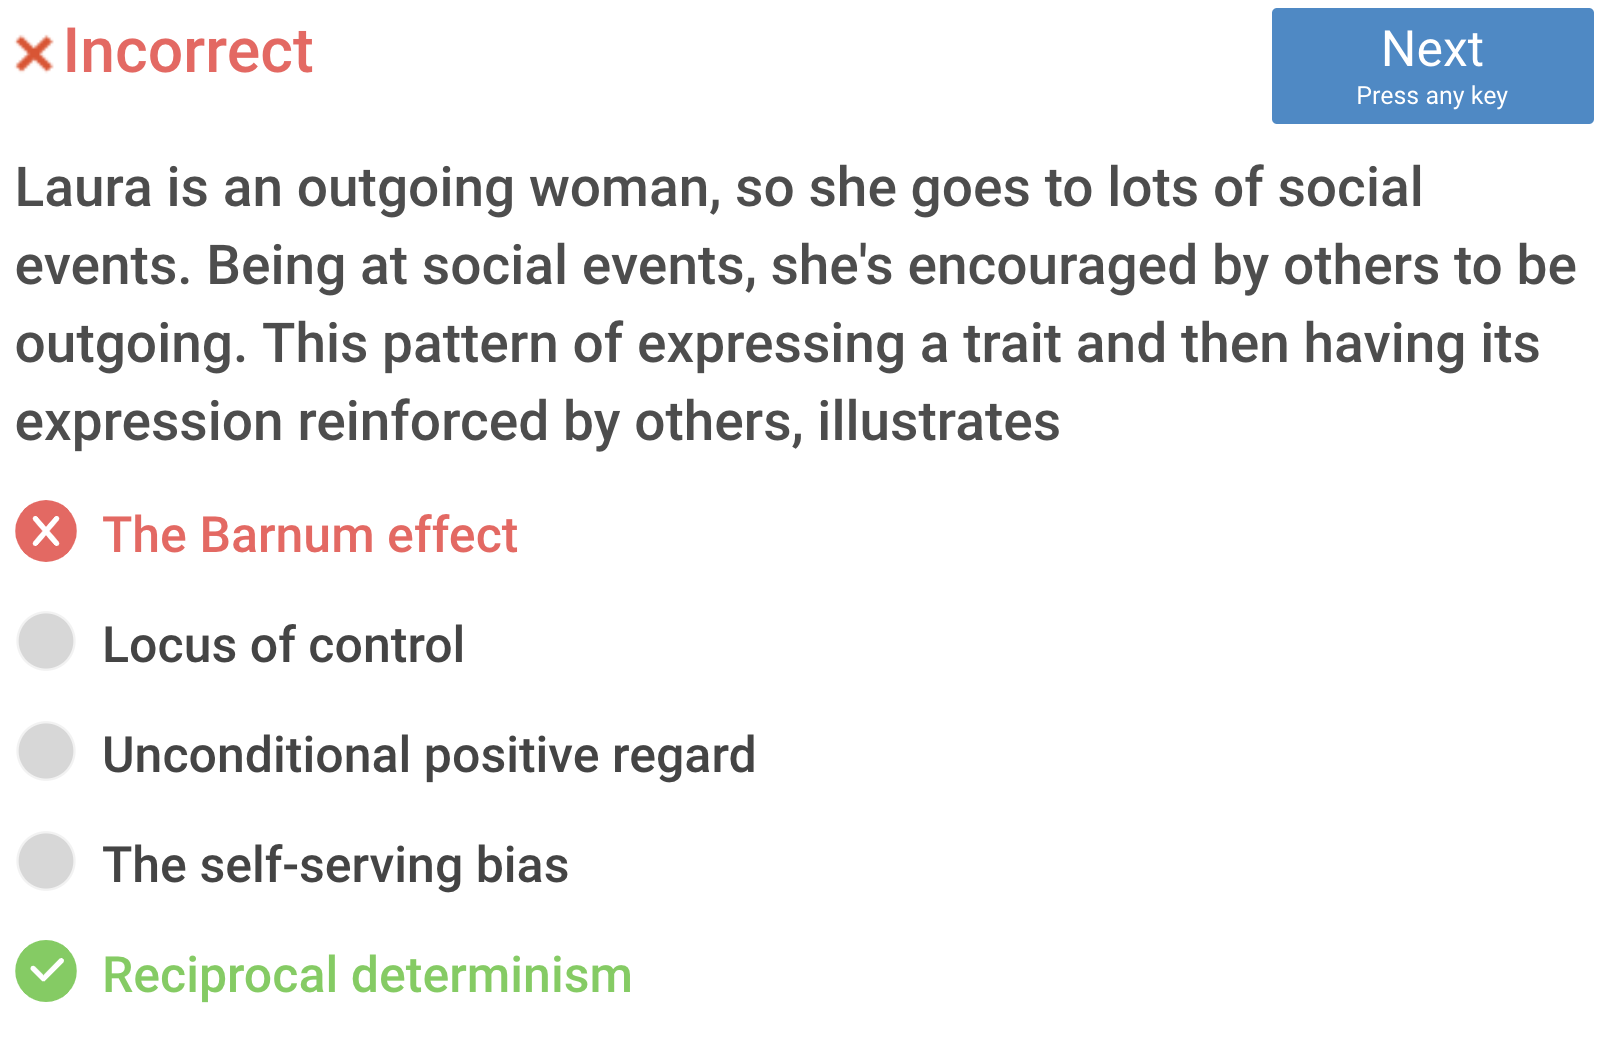 Incorrect
Next
Press any key
Laura is an outgoing woman, so she goes to lots of social
events. Being at social events, she's encouraged by others to be
outgoing. This pattern of expressing a trait and then having its
expression reinforced by others, illustrates
The Barnum effect
Locus of control
Unconditional positive regard
The self-serving bias
Reciprocal determinism